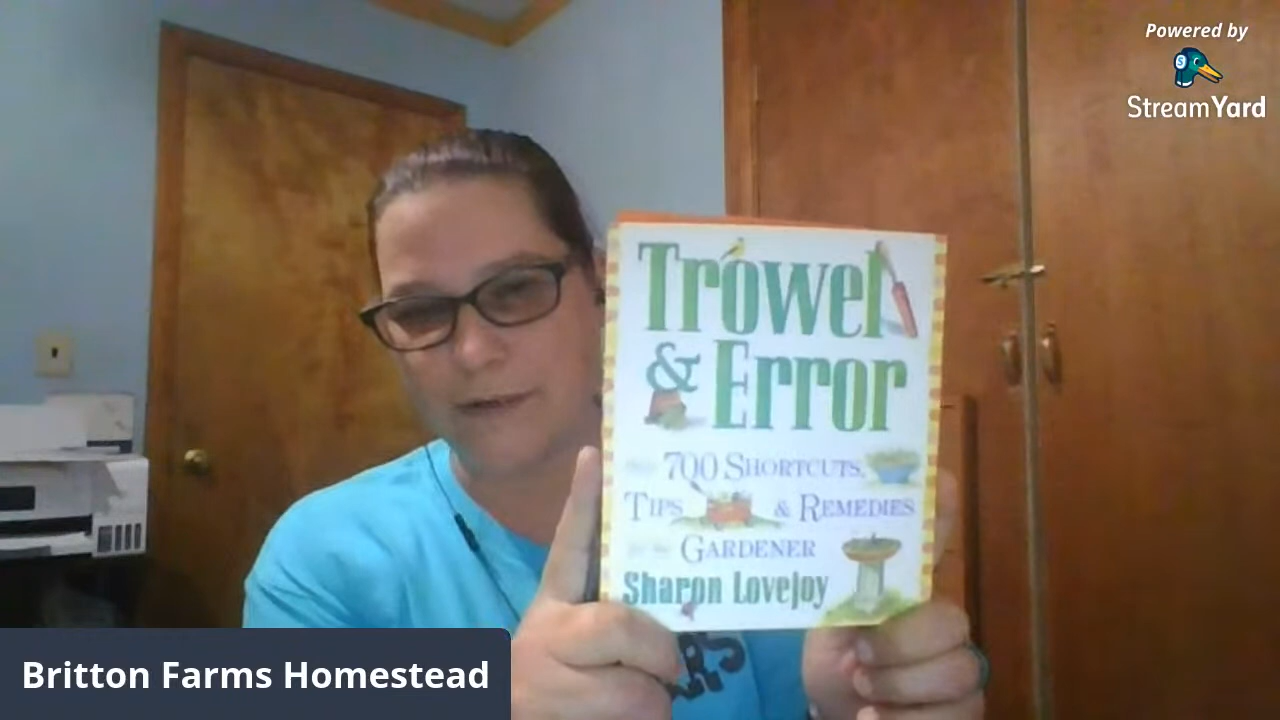 Powered by
StreamYard
Trowel
& Error
700 SHORTCUTS,
TIPS & REMEDIES
GARDENER
Sharon Lovejoy
Britton Farms Homestead